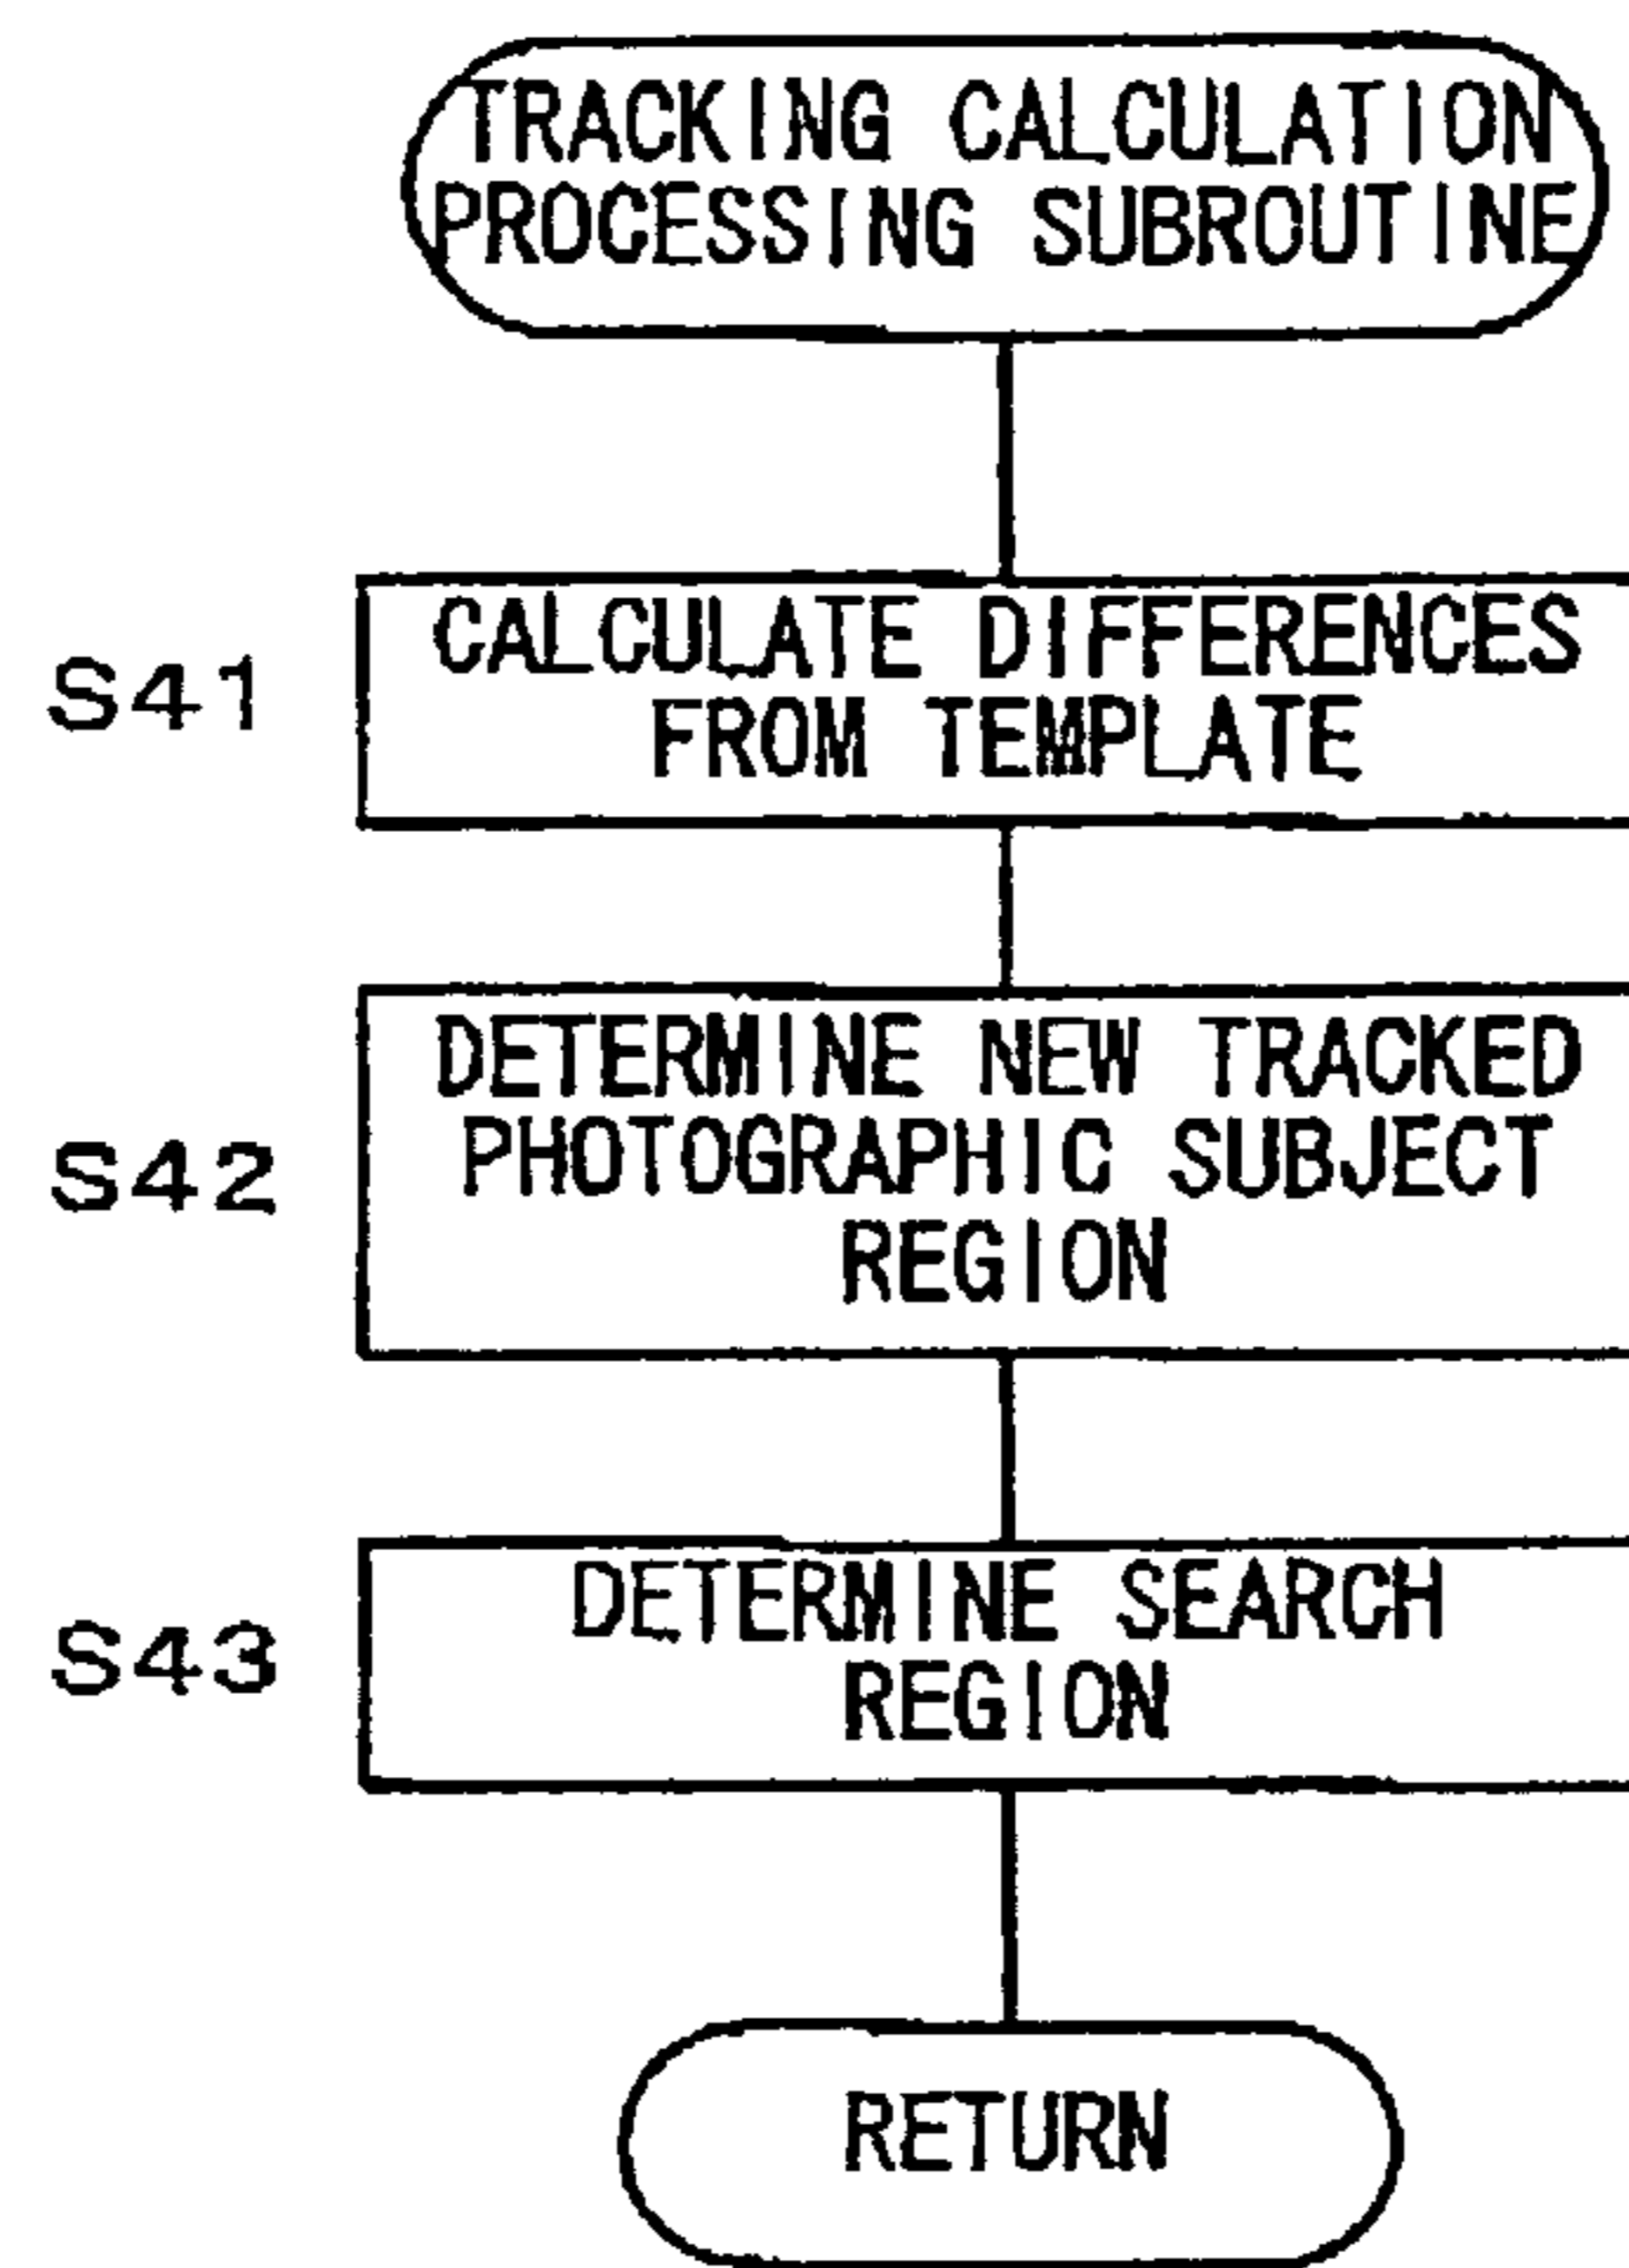 TRACKING CALCULATION
PROCESSING SUBROUTINE
S41
CALCULATE DIFFERENCES
FROM TEMPLATE
S42
DETERMINE NEW TRACKED
PHOTOGRAPHIC SUBJECT
REGION
S43
DETERMINE SEARCH
REGION
RETURN